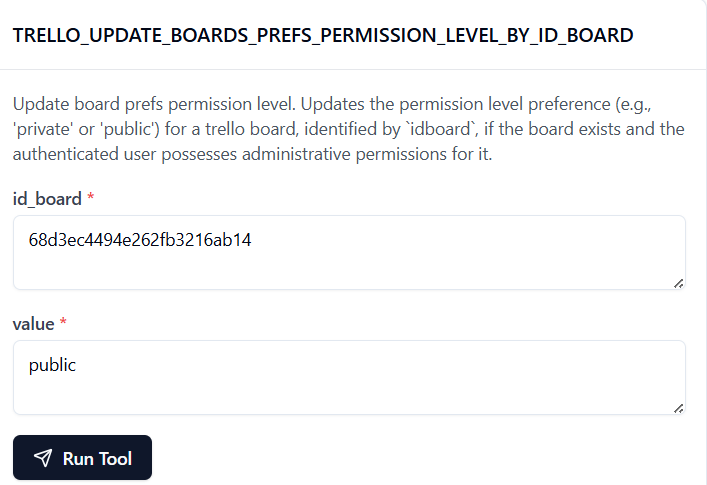 TRELLO_UPDATE_BOARDS_PREFS_PERMISSION_LEVEL_BY_ID_BOARD
Update board prefs permission level. Updates the permission level preference (e.g.,
'private' or 'public') for a trello board, identified by `idboard`, if the board exists and the
authenticated user possesses administrative permissions for it.
id_board *
68d3ec4494e262fb3216ab14
value *
public
Run Tool